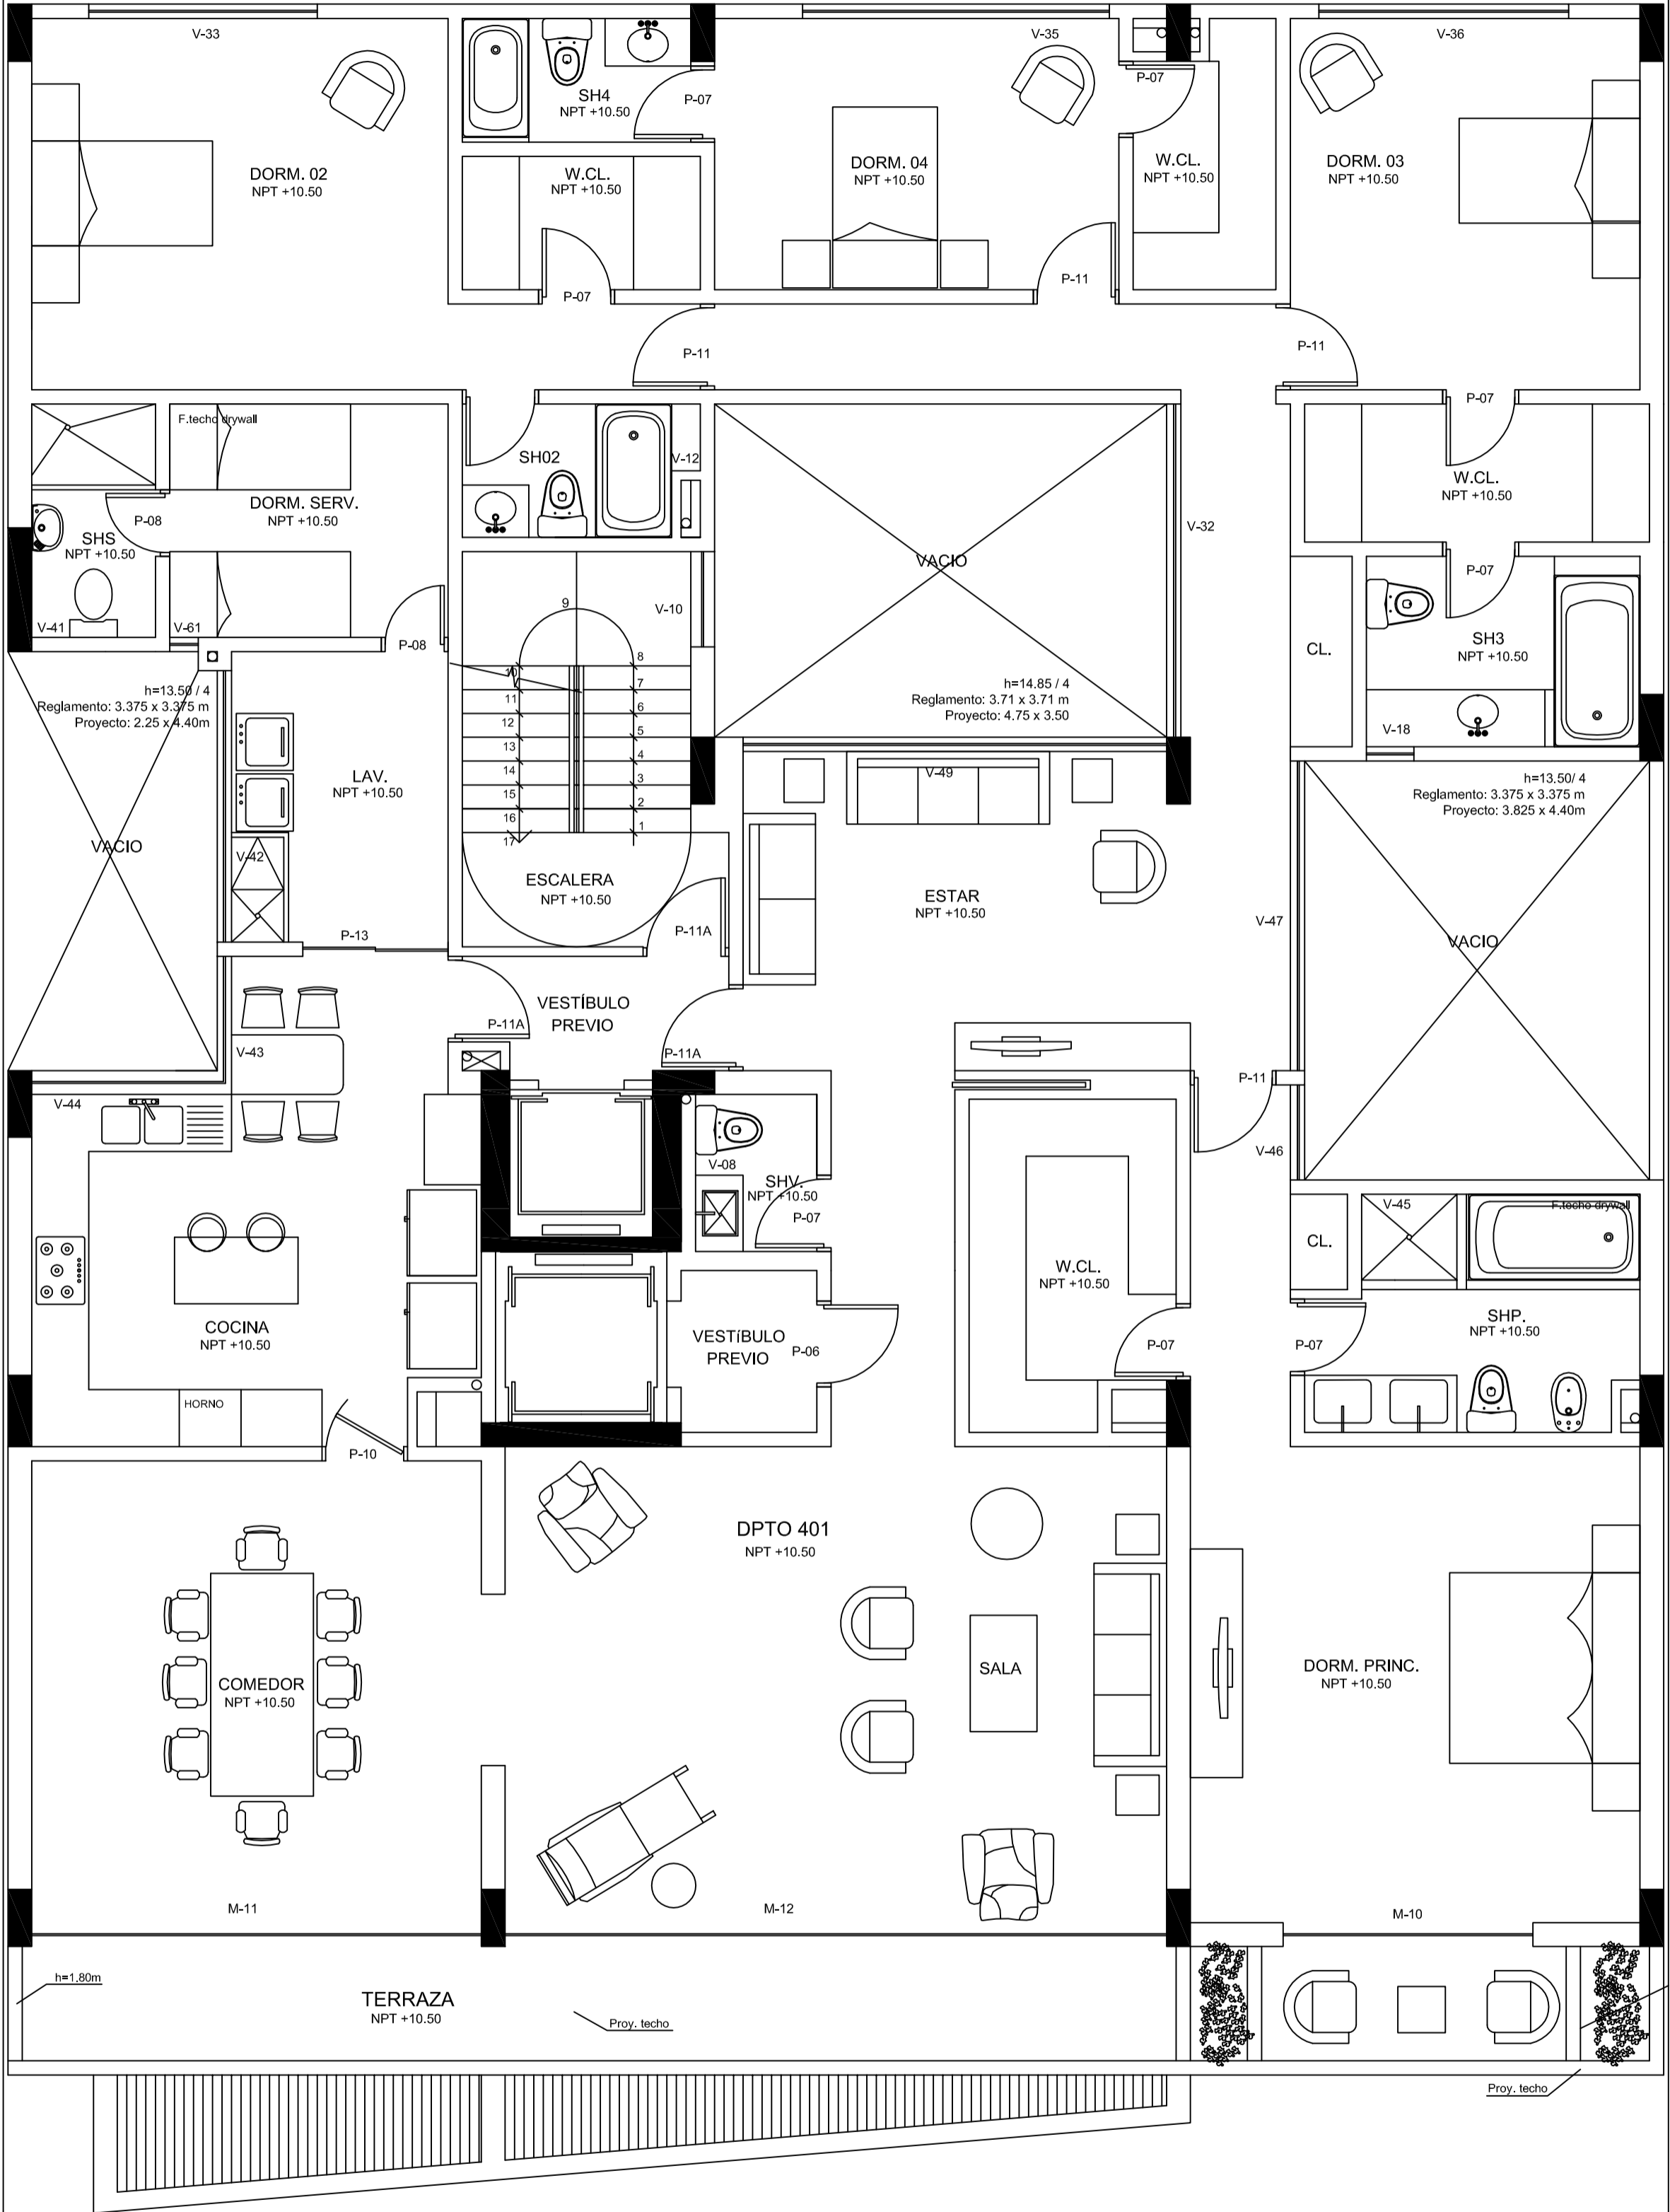 V-33
V-35
V-36
P-07
P-07
SH4
NPT +10.50
DORM. 02
NPT +10.50
W.CL.
NPT +10.50
DORM. 04
NPT +10.50
W.CL.
NPT +10.50
DORM. 03
NPT +10.50
P-07
P-11
P-11
P-11
P-07
F.techo drywall
SH02
V-12
DORM. SERV.
NPT +10.50
P-08
SHS
NPT +10.50
W.CL.
NPT +10.50
V-32
VACIO
P-07
V-41
V-61
P-08
9
V-10
CL.
SH3
NPT +10.50
8
10
7
11
6
12
5
13
4
14
3
15
2
16
1
17
h=13.50 / 4
Reglamento: 3.375 x 3.375 m
Proyecto: 2.25 x 4.40m
h=14.85 / 4
Reglamento: 3.71 x 3.71 m
Proyecto: 4.75 x 3.50
V-18
LAV.
NPT +10.50
V-49
h=13.50/ 4
Reglamento: 3.375 x 3.375 m
Proyecto: 3.825 x 4.40m
VACIO
V-42
ESCALERA
NPT +10.50
ESTAR
NPT +10.50
V-47
VACIO
P-13
P-11A
VESTÍBULO
PREVIO
P-11A
P-11A
V-43
V-44
P-11
V-46
V-08
SHV.
NPT +10.50
P-07
V-45
F.techo drywall
CL.
W.CL.
NPT +10.50
COCINA
NPT +10.50
VESTÍBULO
PREVIO
P-06
P-07
P-07
SHP.
NPT +10.50
HORNO
P-10
DPTO 401
NPT +10.50
COMEDOR
NPT +10.50
SALA
DORM. PRINC.
NPT +10.50
M-11
M-12
M-10
h=1.80m
TERRAZA
NPT +10.50
Proy. techo
Proy. techo